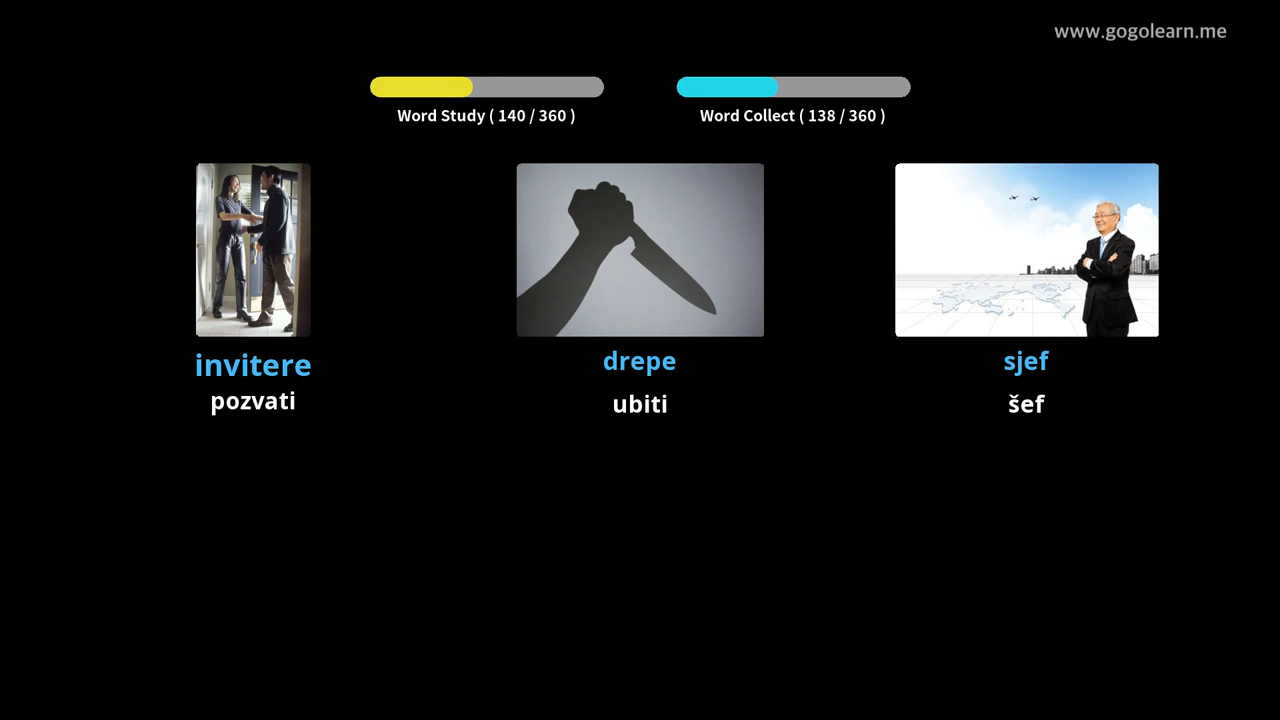 www.gogolearn.me
Word Study ( 140 / 360 )
Word Collect ( 138 / 360 )
invitere
pozvati
drepe
ubiti
sjef
šef